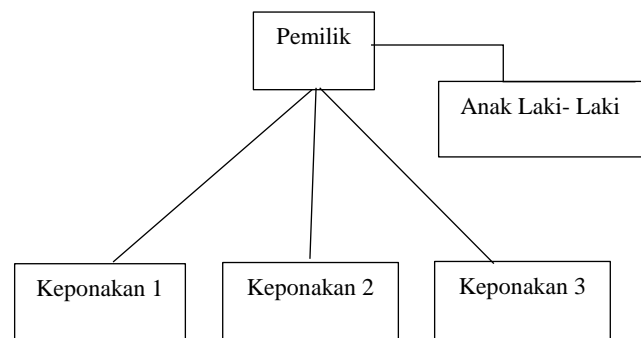 Pemilik
Anak Laki- Laki
Keponakan 1
Keponakan 2
Keponakan 3